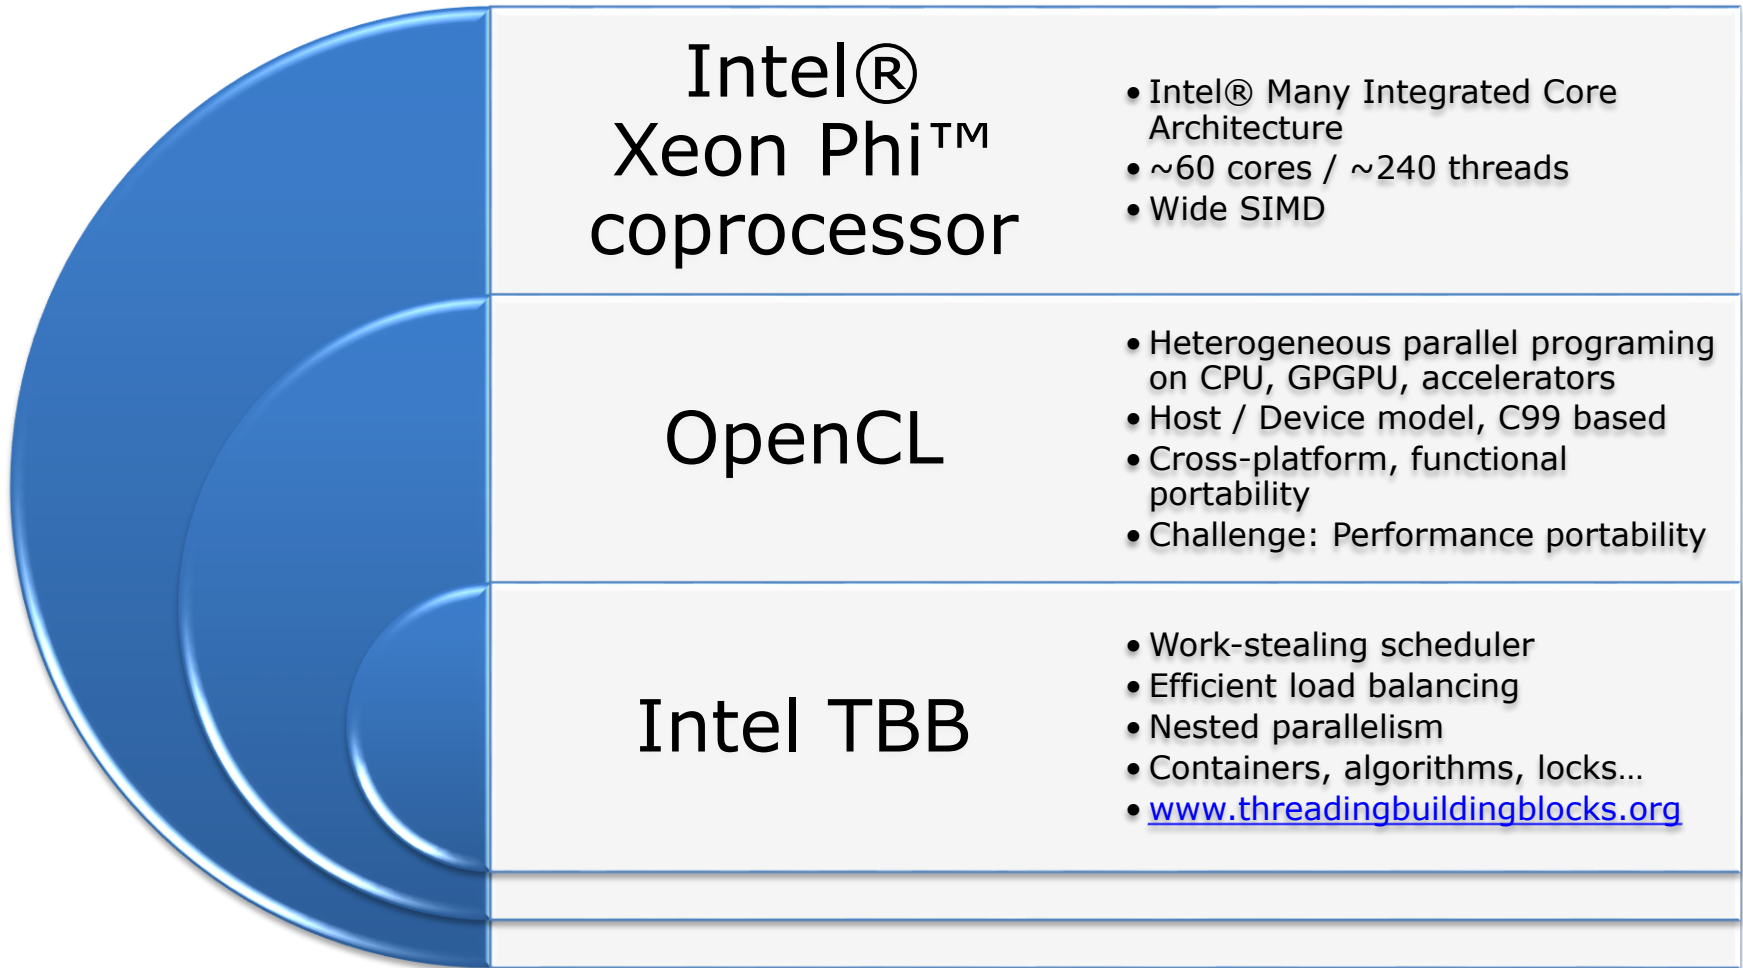 Intel®
Xeon Phi™
coprocessor
• Intel® Many Integrated Core
Architecture
• ~60 cores / ~240 threads
• Wide SIMD
OpenCL
• Heterogeneous parallel programing
on CPU, GPGPU, accelerators
• Host / Device model, C99 based
• Cross-platform, functional
portability
• Challenge: Performance portability
Intel TBB
• Work-stealing scheduler
• Efficient load balancing
• Nested parallelism
• Containers, algorithms, locks…
• www.threadingbuildingblocks.org